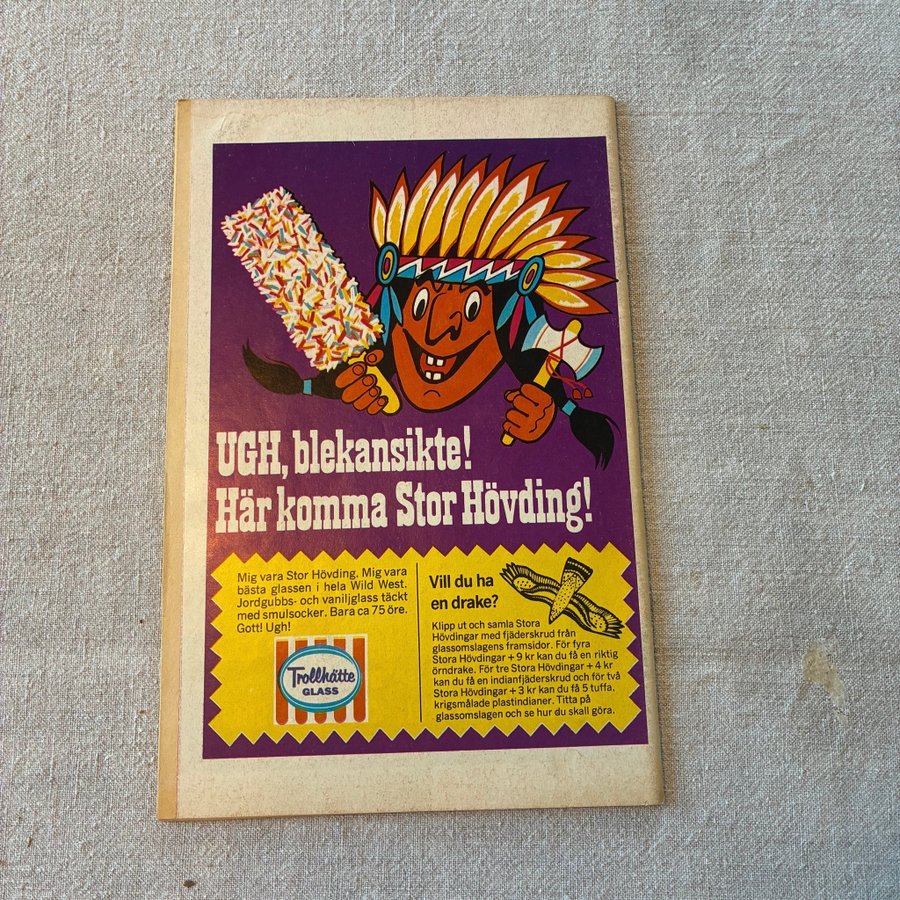 UGH, blekansikte!
Här komma Stor Hövding!
Mig vara Stor Hövding. Mig vara
bästa glassen i hela Wild West.
Jordgubbs- och vaniljglass täckt
med smulsocker. Bara ca 75 öre.
Gott! Ugh!
Trollhätte
GLASS
Vill du ha
en drake?
Klipp ut och samla Stora
Hövdingar med fjäderskrud från
glassomslagens framsidor. För fyra
Stora Hövdingar + 9 kr kan du få en riktig
örndrake. För tre Stora Hövdingar + 4 kr
kan du få en indianfjäderskrud och för två
Stora Hövdingar + 3 kr kan du få 5 tuffa,
krigsmålade plastindianer. Titta på
glassomslagen och se hur du skall göra.